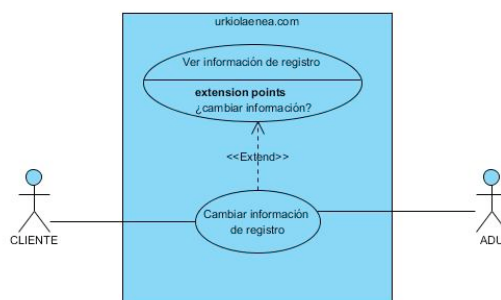 urkiolaenea.com
Ver información de registro
extension points
¿cambiar información?
<<Extend>>
Cambiar información
de registro
CLIENTE
ADU